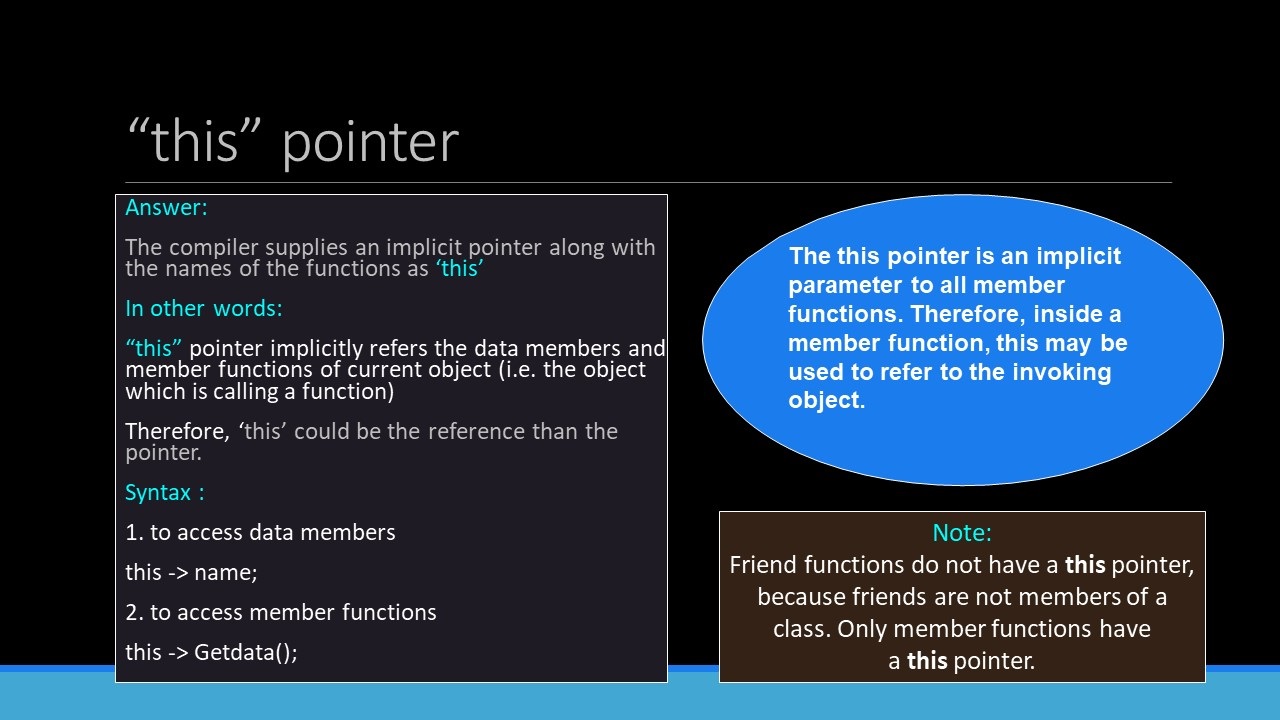 “this” pointer
Answer:
The compiler supplies an implicit pointer along with
the names of the functions as ‘this’
In other words:
“this” pointer implicitly refers the data members and
member functions of current object (i.e. the object
which is calling a function)
Therefore, ‘this’ could be the reference than the
pointer.
Syntax :
1. to access data members
this -> name;
2. to access member functions
this -> Getdata();
The this pointer is an implicit
parameter to all member
functions. Therefore, inside a
member function, this may be
used to refer to the invoking
object.
Note:
Friend functions do not have a this pointer,
because friends are not members of a
class. Only member functions have
a this pointer.